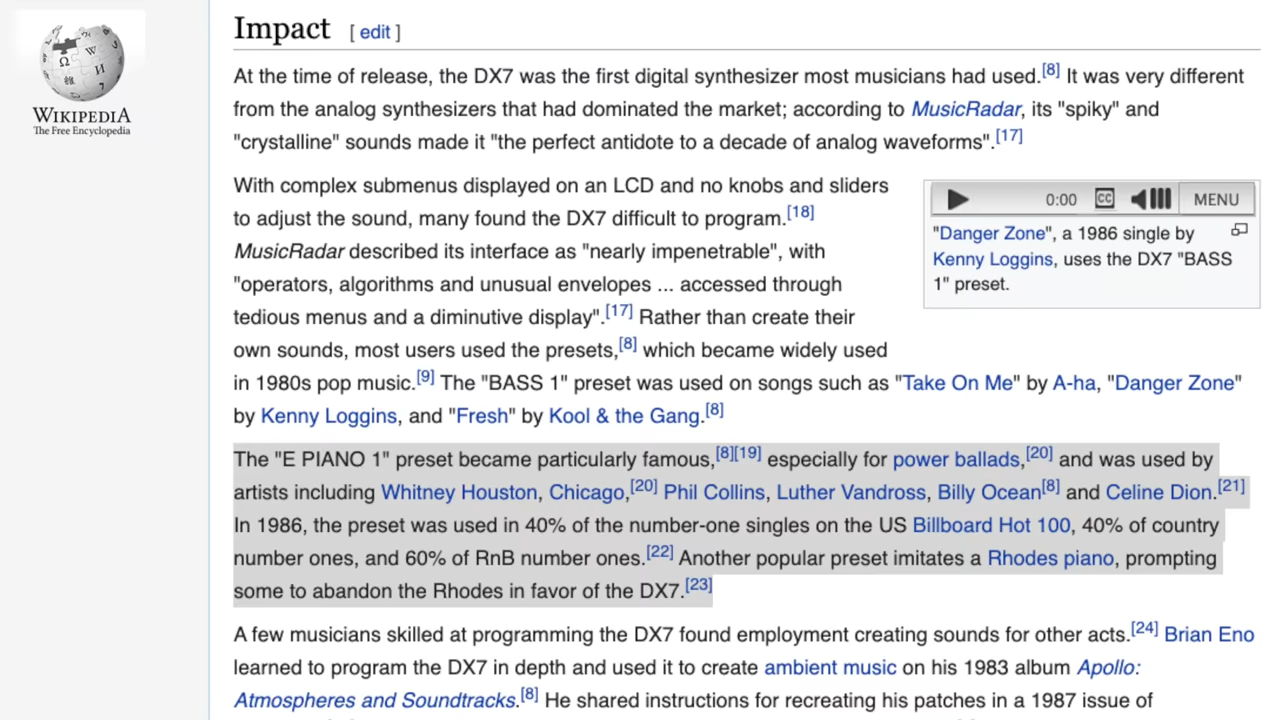 WIKIPEDIA
The Free Encyclopedia
Impact [ edit ]
At the time of release, the DX7 was the first digital synthesizer most musicians had used.[8] It was very different
from the analog synthesizers that had dominated the market; according to MusicRadar, its "spiky" and
"crystalline" sounds made it "the perfect antidote to a decade of analog waveforms".[17]
With complex submenus displayed on an LCD and no knobs and sliders
to adjust the sound, many found the DX7 difficult to program.[18]
MusicRadar described its interface as "nearly impenetrable", with
"operators, algorithms and unusual envelopes ... accessed through
tedious menus and a diminutive display".[17] Rather than create their
own sounds, most users used the presets,[8] which became widely used
0:00 CC MENU
"Danger Zone", a 1986 single by
Kenny Loggins, uses the DX7 "BASS
1" preset.
in 1980s pop music.[9] The "BASS 1" preset was used on songs such as "Take On Me" by A-ha, "Danger Zone"
by Kenny Loggins, and "Fresh" by Kool & the Gang.[8]
The "E PIANO 1" preset became particularly famous,[8][19] especially for power ballads,[20] and was used by
artists including Whitney Houston, Chicago,[20] Phil Collins, Luther Vandross, Billy Ocean[8] and Celine Dion.[21]
In 1986, the preset was used in 40% of the number-one singles on the US Billboard Hot 100, 40% of country
number ones, and 60% of RnB number ones.[22] Another popular preset imitates a Rhodes piano, prompting
some to abandon the Rhodes in favor of the DX7.[23]
A few musicians skilled at programming the DX7 found employment creating sounds for other acts.[24] Brian Eno
learned to program the DX7 in depth and used it to create ambient music on his 1983 album Apollo:
Atmospheres and Soundtracks.[8] He shared instructions for recreating his patches in a 1987 issue of